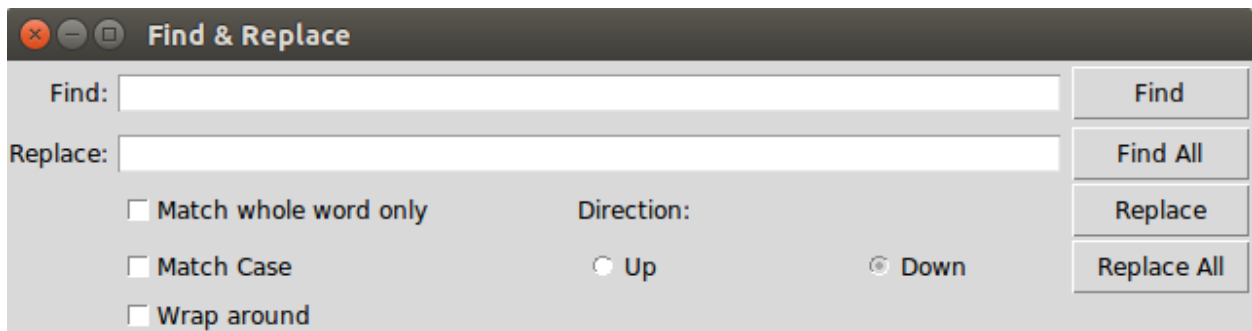 Find & Replace
Find: Find
Replace: Find All
Match whole word only Direction: Replace
Match Case Up Down Replace All
Wrap around